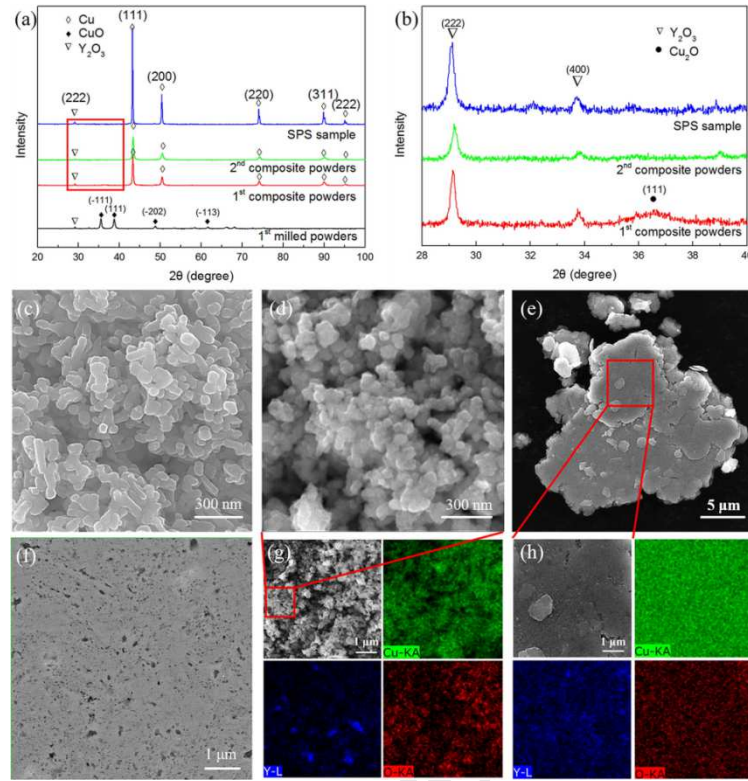 (a)
◇ Cu
◆ CuO
▽ Y₂O₃
(111)
(200)
(220)
(311)
(222)
(222)
SPS sample
2nd composite powders
1st composite powders
(-111)
(111)
(-202)
(-113)
1st milled powders
Intensity
20 30 40 50 60 70 80 90 100
2θ (degree)
(b)
(222)
(400)
▽ Y₂O₃
● Cu₂O
SPS sample
2nd composite powders
(111)
1st composite powders
Intensity
28 30 32 34 36 38 40
2θ (degree)
(c)
300 nm
(d)
300 nm
(e)
5 μm
(f)
1 μm
(g)
1 μm
Cu-KA
Y-L
O-KA
(h)
1 μm
Cu-KA
Y-L
O-KA